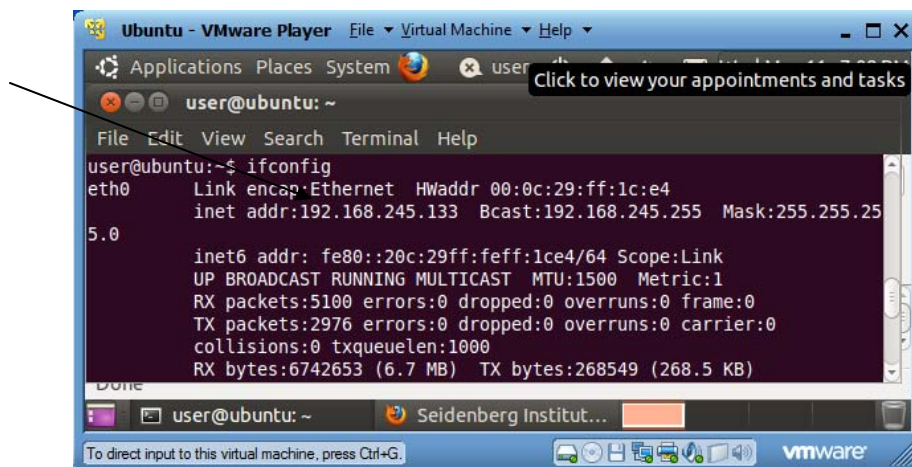 Ubuntu - VMware Player File Virtual Machine Help
Applications Places System user
Click to view your appointments and tasks
user@ubuntu: ~
File Edit View Search Terminal Help
user@ubuntu:~$ ifconfig
eth0 Link encap:Ethernet HWaddr 00:0c:29:ff:1c:e4
inet addr:192.168.245.133 Bcast:192.168.245.255 Mask:255.255.25
5.0
inet6 addr: fe80::20c:29ff:feff:1ce4/64 Scope:Link
UP BROADCAST RUNNING MULTICAST MTU:1500 Metric:1
RX packets:5100 errors:0 dropped:0 overruns:0 frame:0
TX packets:2976 errors:0 dropped:0 overruns:0 carrier:0
collisions:0 txqueuelen:1000
RX bytes:6742653 (6.7 MB) TX bytes:268549 (268.5 KB)
Done
user@ubuntu: ~ Seidenberg Institut...
To direct input to this virtual machine, press Ctrl+G. vmware